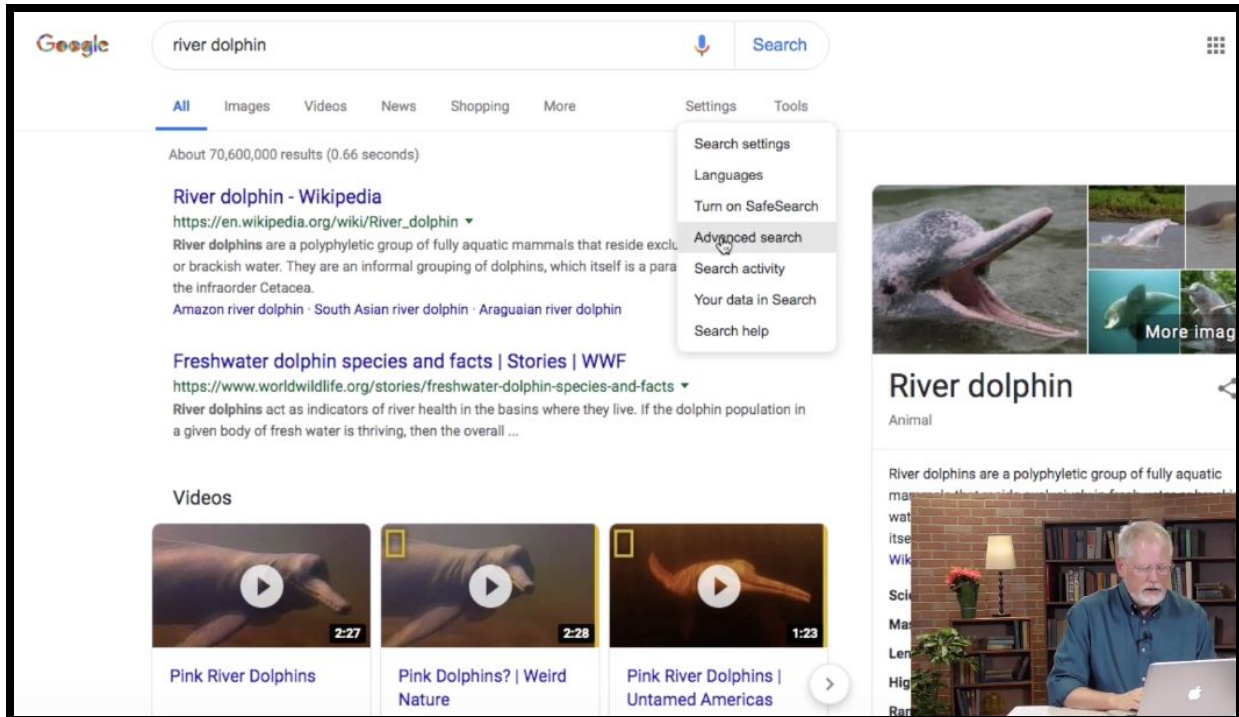 Google
river dolphin
Search
All Images Videos News Shopping More Settings Tools
About 70,600,000 results (0.66 seconds)
Search settings
Languages
Turn on SafeSearch
Advanced search
Search activity
Your data in Search
Search help
River dolphin - Wikipedia
https://en.wikipedia.org/wiki/River_dolphin
River dolphins are a polyphyletic group of fully aquatic mammals that reside exclu
or brackish water. They are an informal grouping of dolphins, which itself is a para
the infraorder Cetacea.
Amazon river dolphin · South Asian river dolphin · Araguaian river dolphin
Freshwater dolphin species and facts | Stories | WWF
https://www.worldwildlife.org/stories/freshwater-dolphin-species-and-facts
River dolphins act as indicators of river health in the basins where they live. If the dolphin population in
a given body of fresh water is thriving, then the overall ...
Videos
2:27
2:28
1:23
Pink River Dolphins
Pink Dolphins? | Weird
Nature
Pink River Dolphins |
Untamed Americas
More imag
River dolphin
Animal
River dolphins are a polyphyletic group of fully aquatic
wat
itse
Wik
Scie
Mas
Len
Hig
Ran